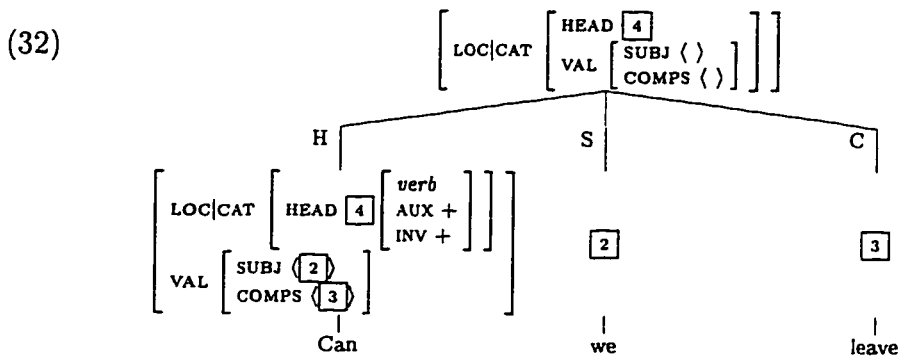 (32)
[ LOC|CAT [ HEAD [4] VAL [ SUBJ ⟨ ⟩ COMPS ⟨ ⟩ ] ] ]
H S C
[ LOC|CAT [ HEAD [4] [ verb AUX + INV + ] ] VAL [ SUBJ ⟨[2]⟩ COMPS ⟨[3]⟩ ] ]
[2] [3]
Can we leave